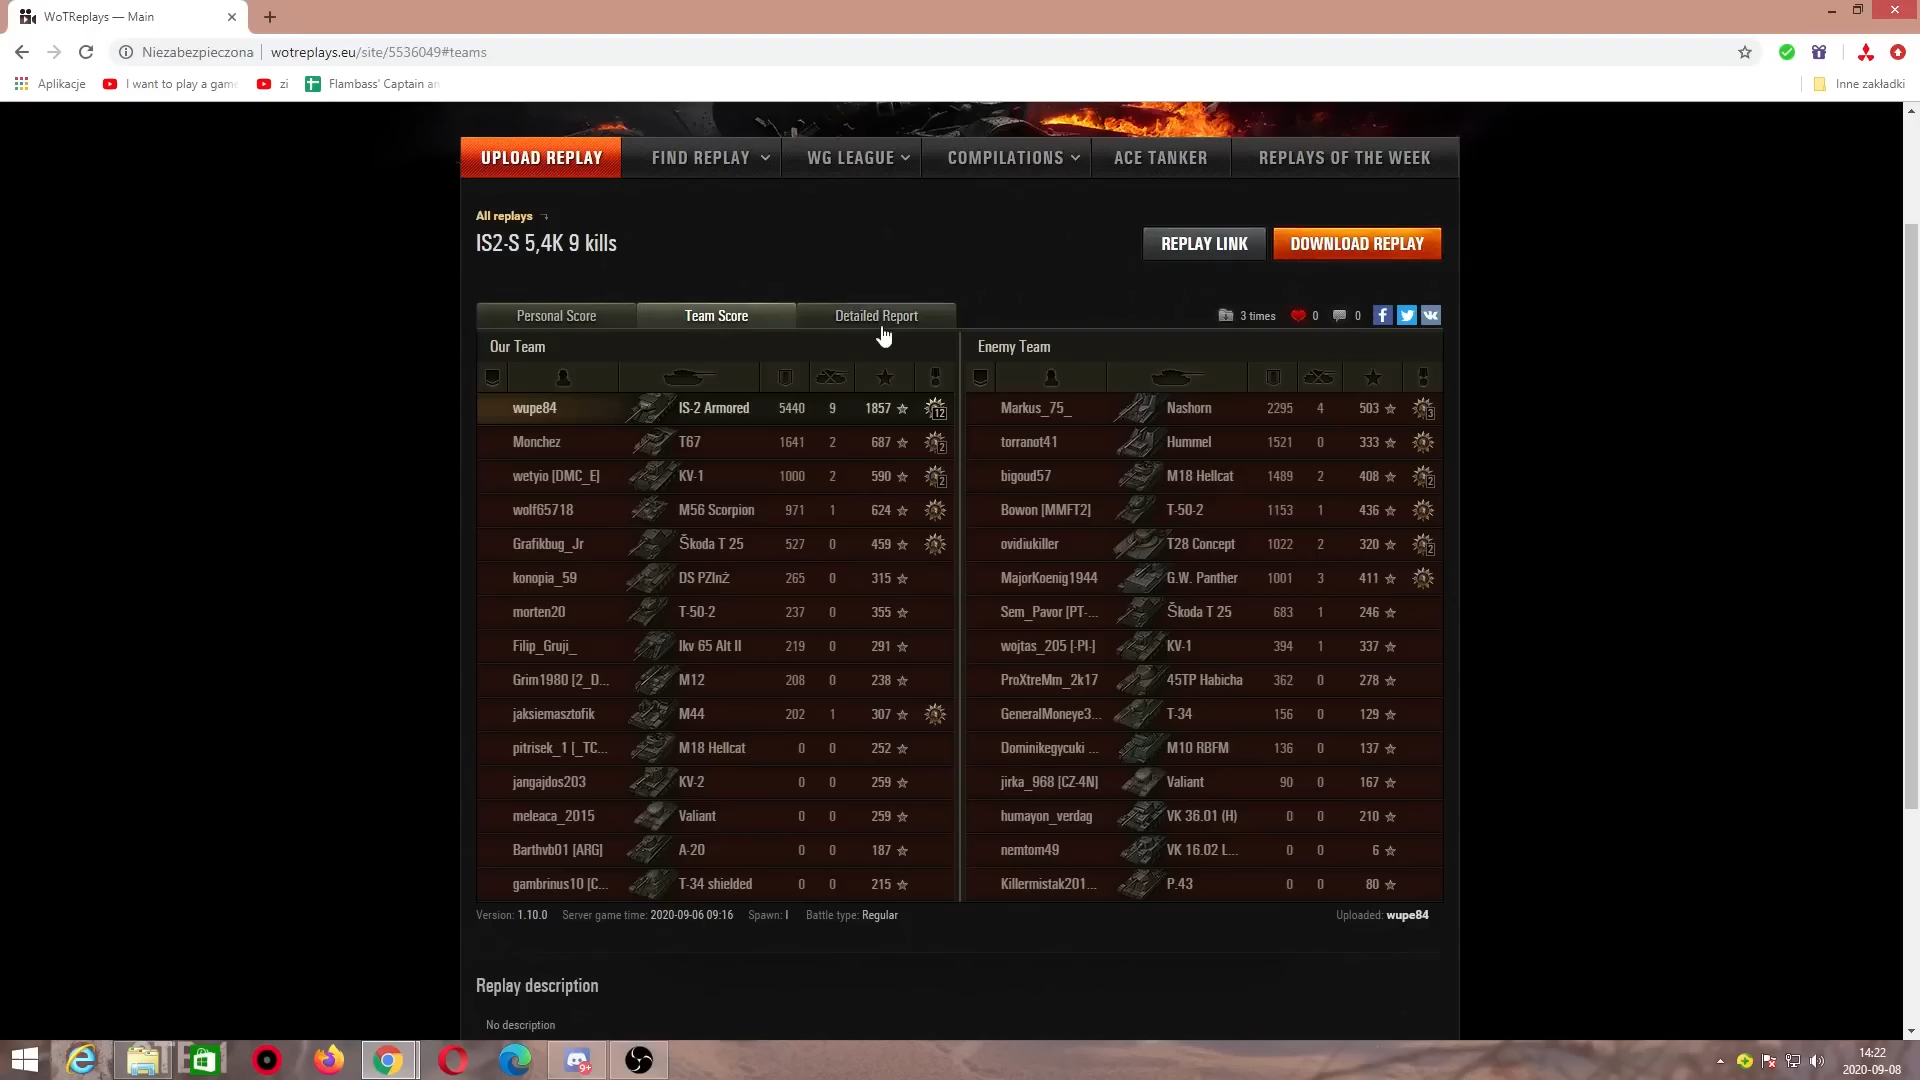 WoTReplays — Main
Niezabezpieczona wotreplays.eu/site/5536049#teams
Aplikacje I want to play a game zi Flambass' Captain an Inne zakładki
UPLOAD REPLAY FIND REPLAY WG LEAGUE COMPILATIONS ACE TANKER REPLAYS OF THE WEEK
All replays
IS2-S 5,4K 9 kills
REPLAY LINK DOWNLOAD REPLAY
Personal Score Team Score Detailed Report 3 times 0 0
Our Team Enemy Team
wupe84 IS-2 Armored 5440 9 1857 12 Markus_75_ Nashorn 2295 4 503 3
Monchez T67 1641 2 687 2 torranot41 Hummel 1521 0 333
wetyio [DMC_E] KV-1 1000 2 590 2 bigoud57 M18 Hellcat 1489 2 408 2
wolf65718 M56 Scorpion 971 1 624 Bowon [MMFT2] T-50-2 1153 1 436
Grafikbug_Jr Škoda T 25 527 0 459 ovidiukiller T28 Concept 1022 2 320 2
konopia_59 DS PZInż 265 0 315 MajorKoenig1944 G.W. Panther 1001 3 411
morten20 T-50-2 237 0 355 Sem_Pavor [PT-... Škoda T 25 683 1 246
Filip_Gruji_ Ikv 65 Alt II 219 0 291 wojtas_205 [-PI-] KV-1 394 1 337
Grim1980 [2_D... M12 208 0 238 ProXtreMm_2k17 45TP Habicha 362 0 278
jaksiemasztofik M44 202 1 307 GeneralMoneye3... T-34 156 0 129
pitrisek_1 [_TC... M18 Hellcat 0 0 252 Dominikegycuki ... M10 RBFM 136 0 137
jangajdos203 KV-2 0 0 259 jirka_968 [CZ-4N] Valiant 90 0 167
meleaca_2015 Valiant 0 0 259 humayon_verdag VK 36.01 (H) 0 0 210
Barthvb01 [ARG] A-20 0 0 187 nemtom49 VK 16.02 L... 0 0 6
gambrinus10 [C... T-34 shielded 0 0 215 Killermistak201... P.43 0 0 80
Version: 1.10.0 Server game time: 2020-09-06 09:16 Spawn: I Battle type: Regular Uploaded: wupe84
Replay description
No description
9+
14:22
2020-09-08